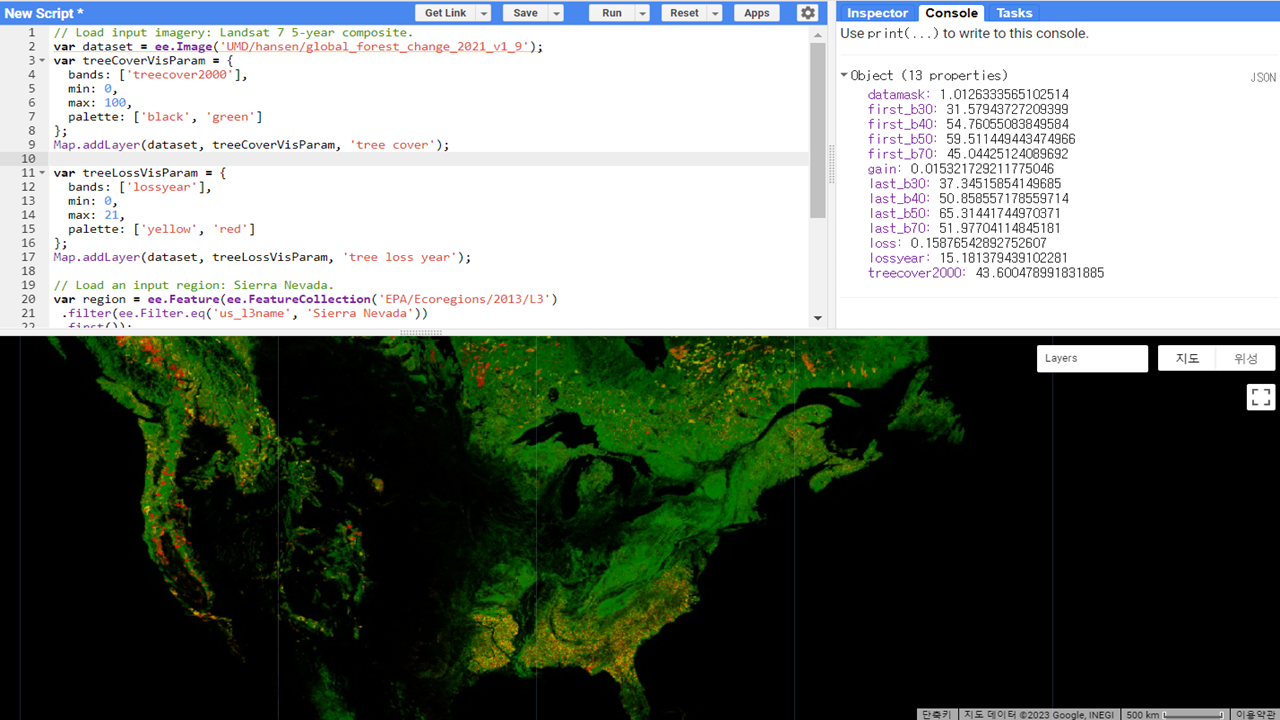 New Script *
Get Link
Save
Run
Reset
Apps
1 // Load input imagery: Landsat 7 5-year composite.
2 var dataset = ee.Image('UMD/hansen/global_forest_change_2021_v1_9');
3 var treeCoverVisParam = {
4 bands: ['treecover2000'],
5 min: 0,
6 max: 100,
7 palette: ['black', 'green']
8 };
9 Map.addLayer(dataset, treeCoverVisParam, 'tree cover');
10
11 var treeLossVisParam = {
12 bands: ['lossyear'],
13 min: 0,
14 max: 21,
15 palette: ['yellow', 'red']
16 };
17 Map.addLayer(dataset, treeLossVisParam, 'tree loss year');
18
19 // Load an input region: Sierra Nevada.
20 var region = ee.Feature(ee.FeatureCollection('EPA/Ecoregions/2013/L3')
21 .filter(ee.Filter.eq('us_l3name', 'Sierra Nevada'))
22 .first());
Inspector
Console
Tasks
Use print(...) to write to this console.
Object (13 properties)
JSON
datamask: 1.0126333565102514
first_b30: 31.57943727209399
first_b40: 54.76055083849584
first_b50: 59.511449443474966
first_b70: 45.04425124089692
gain: 0.015321729211775046
last_b30: 37.34515854149685
last_b40: 50.858557178559714
last_b50: 65.31441744970371
last_b70: 51.97704114845181
loss: 0.15876542892752607
lossyear: 15.181379439102281
treecover2000: 43.600478991831885
Layers
지도
위성
단축키
지도 데이터 ©2023 Google, INEGI
500 km
이용약관